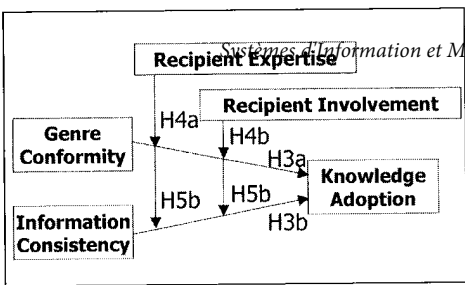 Systèmes d'Information et M
Recipient Expertise
Recipient Involvement
H4a
H4b
Genre
Conformity
H3a
Knowledge
Adoption
H5b
H5b
Information
Consistency
H3b